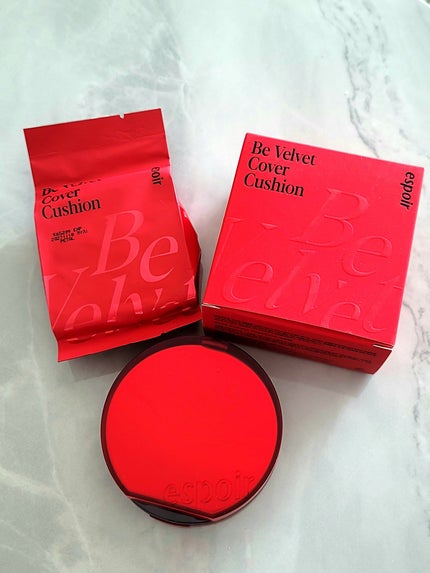 Be Velvet
Cover
Cushion
espoir
Be
Velvet
Be Velvet
Cover
Cushion
espoir
Be
Velvet
espoir